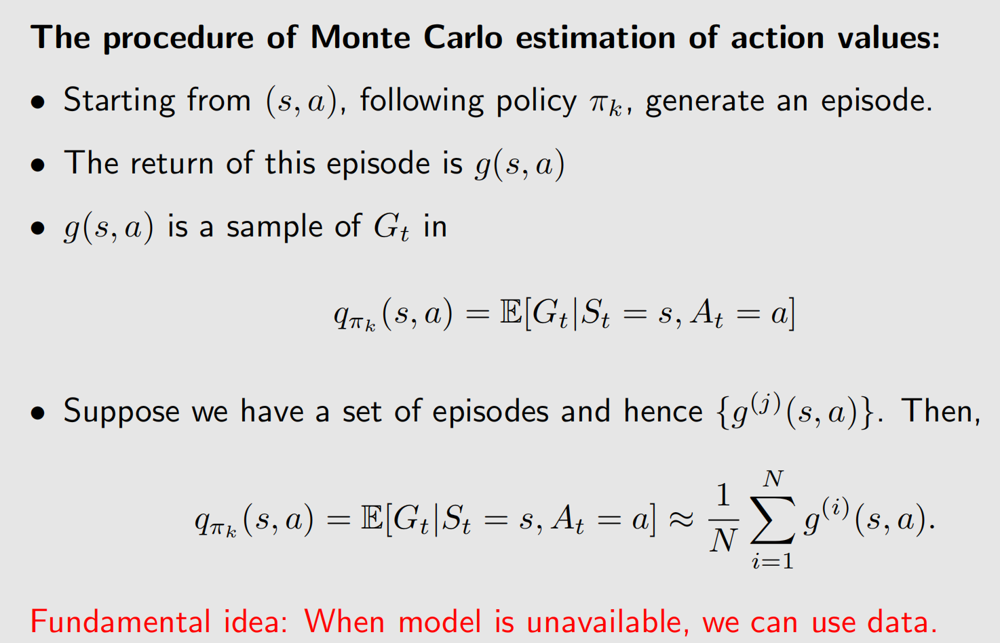 The procedure of Monte Carlo estimation of action values:
• Starting from $(s, a)$, following policy $\pi_k$, generate an episode.
• The return of this episode is $g(s, a)$
• $g(s, a)$ is a sample of $G_t$ in
$q_{\pi_k}(s, a) = \mathbb{E}[G_t | S_t = s, A_t = a]$
• Suppose we have a set of episodes and hence $\{g^{(j)}(s, a)\}$. Then,
$q_{\pi_k}(s, a) = \mathbb{E}[G_t | S_t = s, A_t = a] \approx \frac{1}{N} \sum_{i=1}^{N} g^{(i)}(s, a).$
Fundamental idea: When model is unavailable, we can use data.